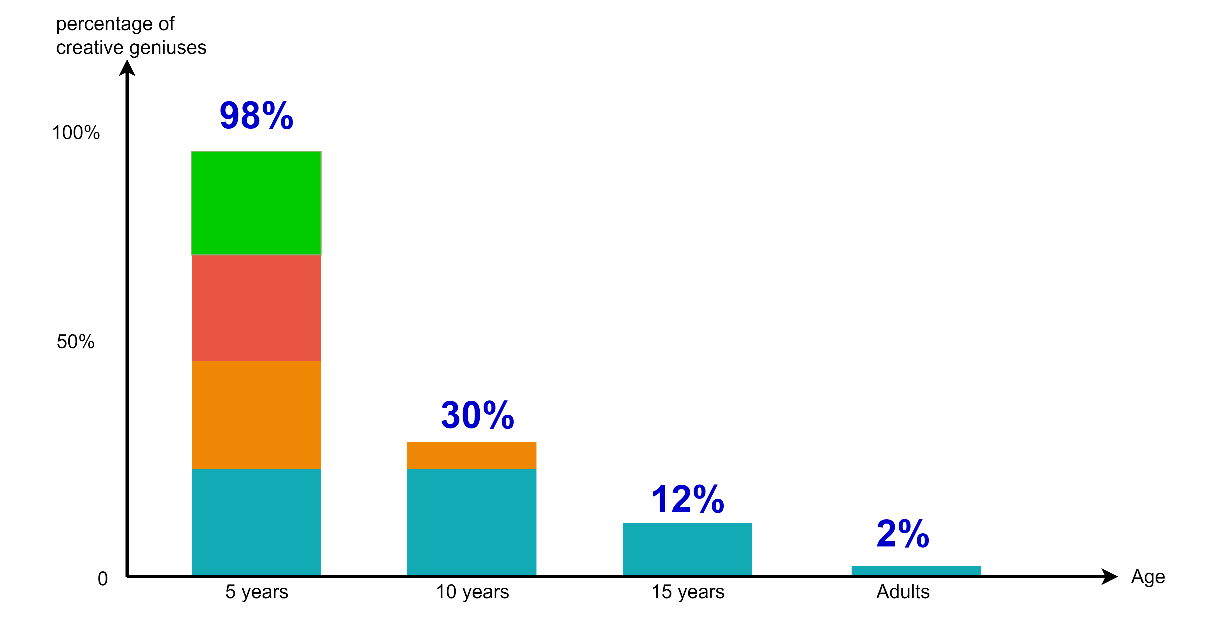 percentage of
creative geniuses
98%
100%
50%
30%
12%
2%
0
5 years
10 years
15 years
Adults
Age